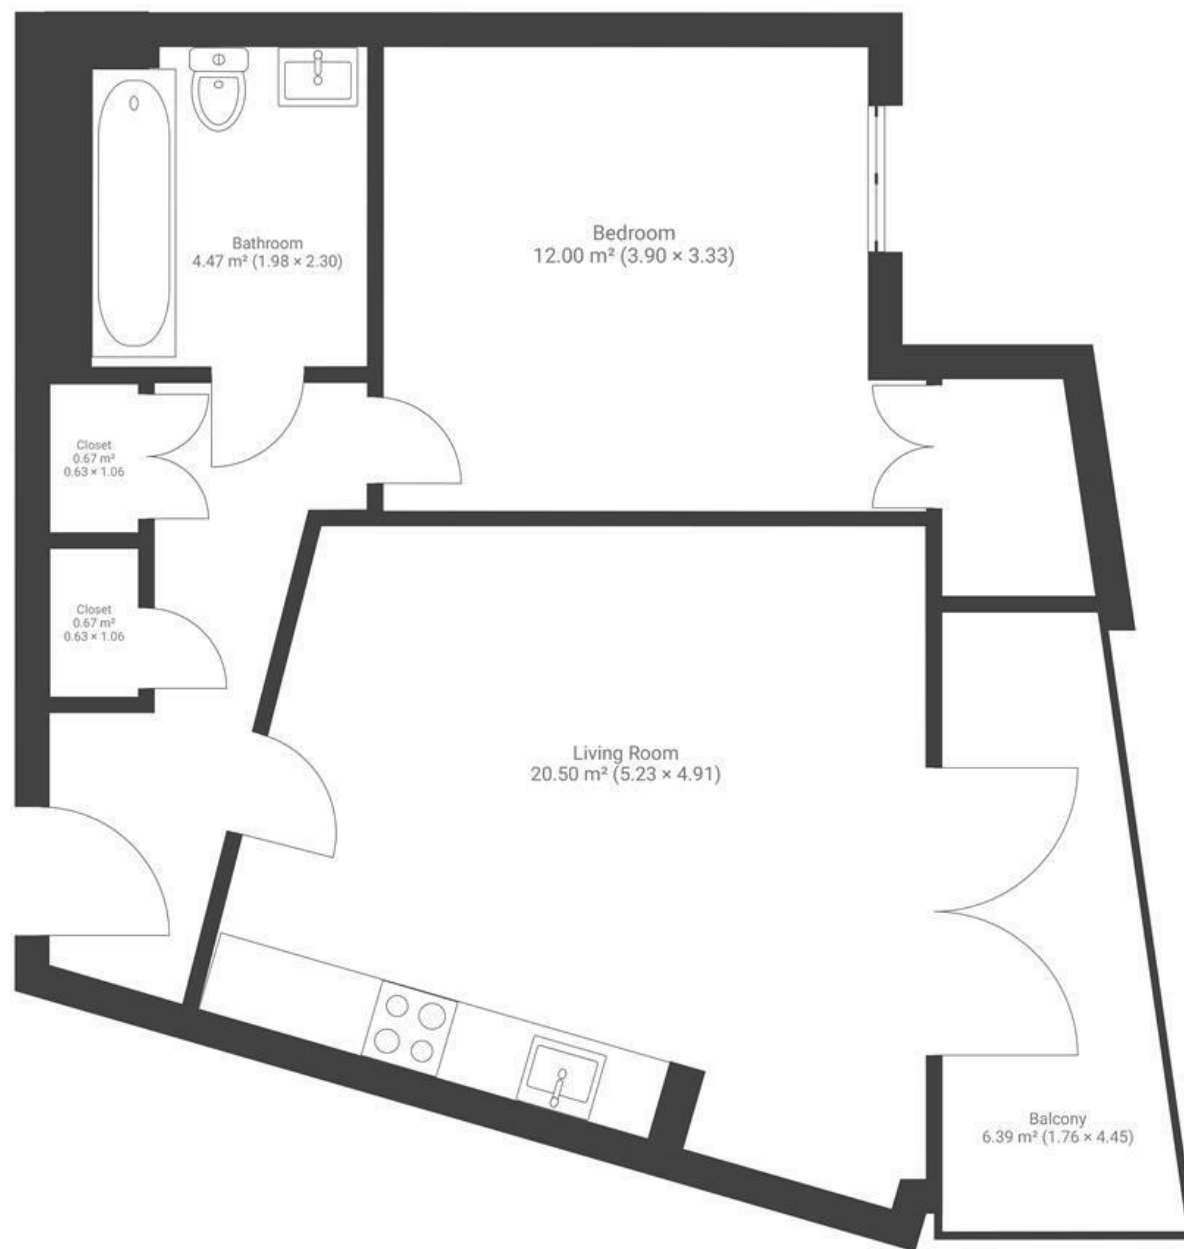 Bathroom
4.47 m² (1.98 × 2.30)
Bedroom
12.00 m² (3.90 × 3.33)
Closet
0.67 m²
0.63 × 1.06
Closet
0.67 m²
0.63 × 1.06
Living Room
20.50 m² (5.23 × 4.91)
Balcony
6.39 m² (1.76 × 4.45)